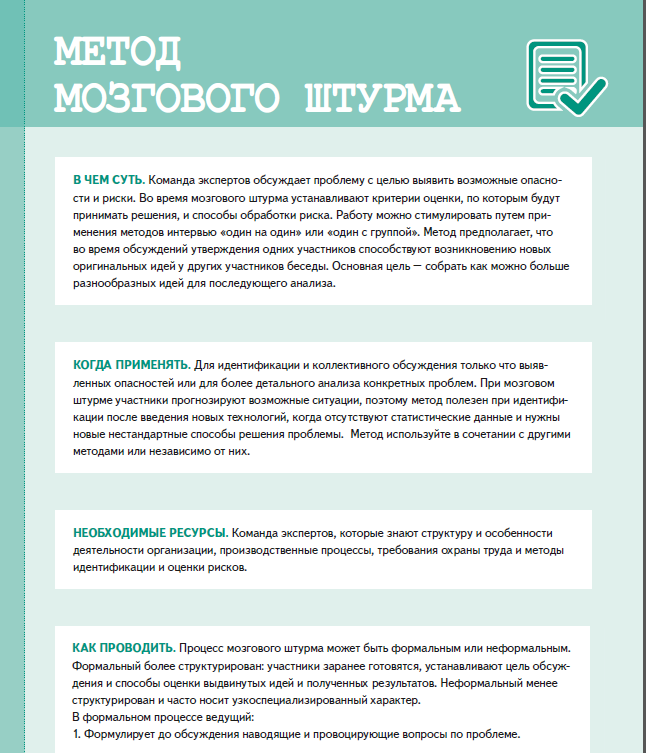 МЕТОД
МОЗГОВОГО ШТУРМА
В ЧЕМ СУТЬ. Команда экспертов обсуждает проблему с целью выявить возможные опасно-
сти и риски. Во время мозгового штурма устанавливают критерии оценки, по которым будут
принимать решения, и способы обработки риска. Работу можно стимулировать путем при-
менения методов интервью «один на один» или «один с группой». Метод предполагает, что
во время обсуждений утверждения одних участников способствуют возникновению новых
оригинальных идей у других участников беседы. Основная цель — собрать как можно больше
разнообразных идей для последующего анализа.
КОГДА ПРИМЕНЯТЬ. Для идентификации и коллективного обсуждения только что выяв-
ленных опасностей или для более детального анализа конкретных проблем. При мозговом
штурме участники прогнозируют возможные ситуации, поэтому метод полезен при идентифи-
кации после введения новых технологий, когда отсутствуют статистические данные и нужны
новые нестандартные способы решения проблемы. Метод используйте в сочетании с другими
методами или независимо от них.
НЕОБХОДИМЫЕ РЕСУРСЫ. Команда экспертов, которые знают структуру и особенности
деятельности организации, производственные процессы, требования охраны труда и методы
идентификации и оценки рисков.
КАК ПРОВОДИТЬ. Процесс мозгового штурма может быть формальным или неформальным.
Формальный более структурирован: участники заранее готовятся, устанавливают цель обсуж-
дения и способы оценки выдвинутых идей и полученных результатов. Неформальный менее
структурирован и часто носит узкоспециализированный характер.
В формальном процессе ведущий:
1. Формулирует до обсуждения наводящие и провоцирующие вопросы по проблеме.